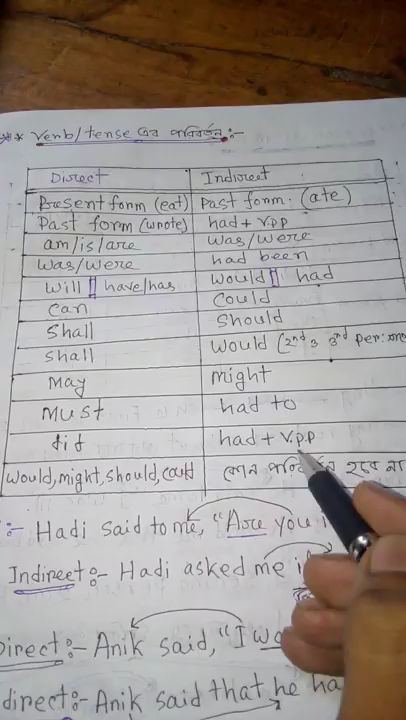 ** Verb/tense এর পরিবর্তন:-
Direct Indirect
Present form (eat) Past form. (ate)
Past form (wrote) had + V.P.P
am/is/are was/were
was/were had been
will || have/has would || had
can could
Shall Should
Shall would (2nd 3 3rd per:
May might
Must had to
did had + V.P.P
would, might, should, could কোন পরিবর্তন হবে না
:- Hadi said to me, "Are you
Indirect:- Hadi asked me i
Direct:- Anik said, "I wa
direct:- Anik said that he ha